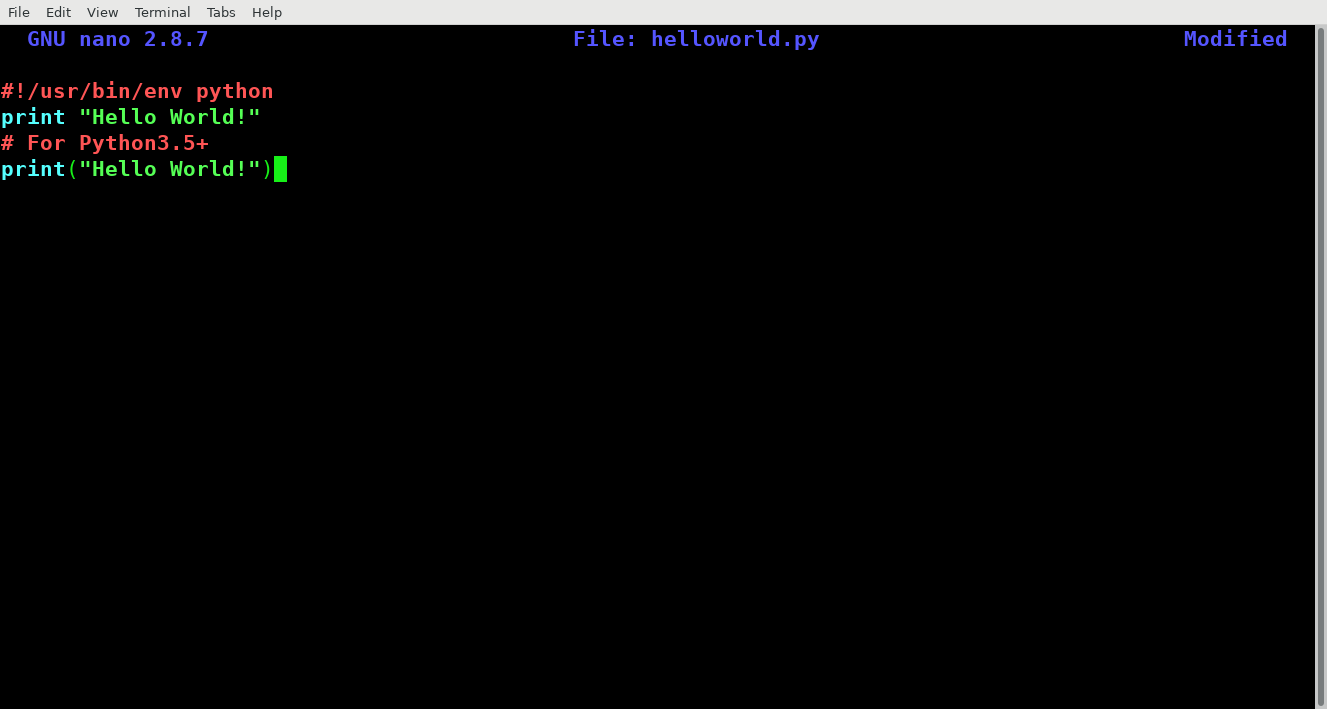 File Edit View Terminal Tabs Help
GNU nano 2.8.7 File: helloworld.py Modified
#!/usr/bin/env python
print "Hello World!"
# For Python3.5+
print("Hello World!")